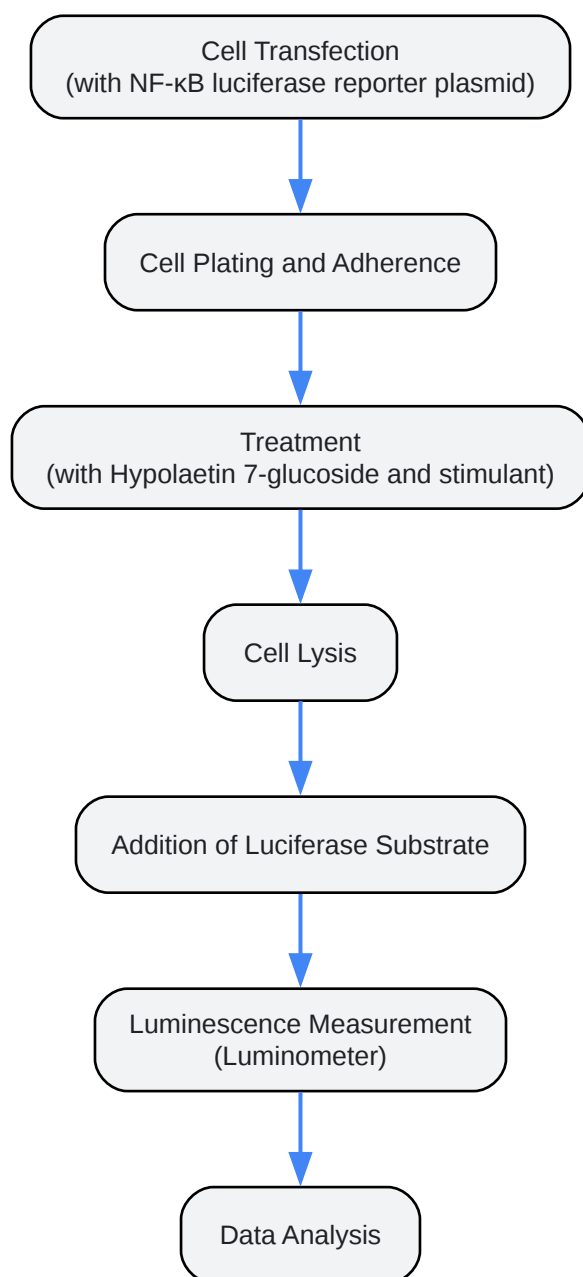 Cell Transfection
(with NF-κB luciferase reporter plasmid)
Cell Plating and Adherence
Treatment
(with Hypolaetin 7-glucoside and stimulant)
Cell Lysis
Addition of Luciferase Substrate
Luminescence Measurement
(Luminometer)
Data Analysis